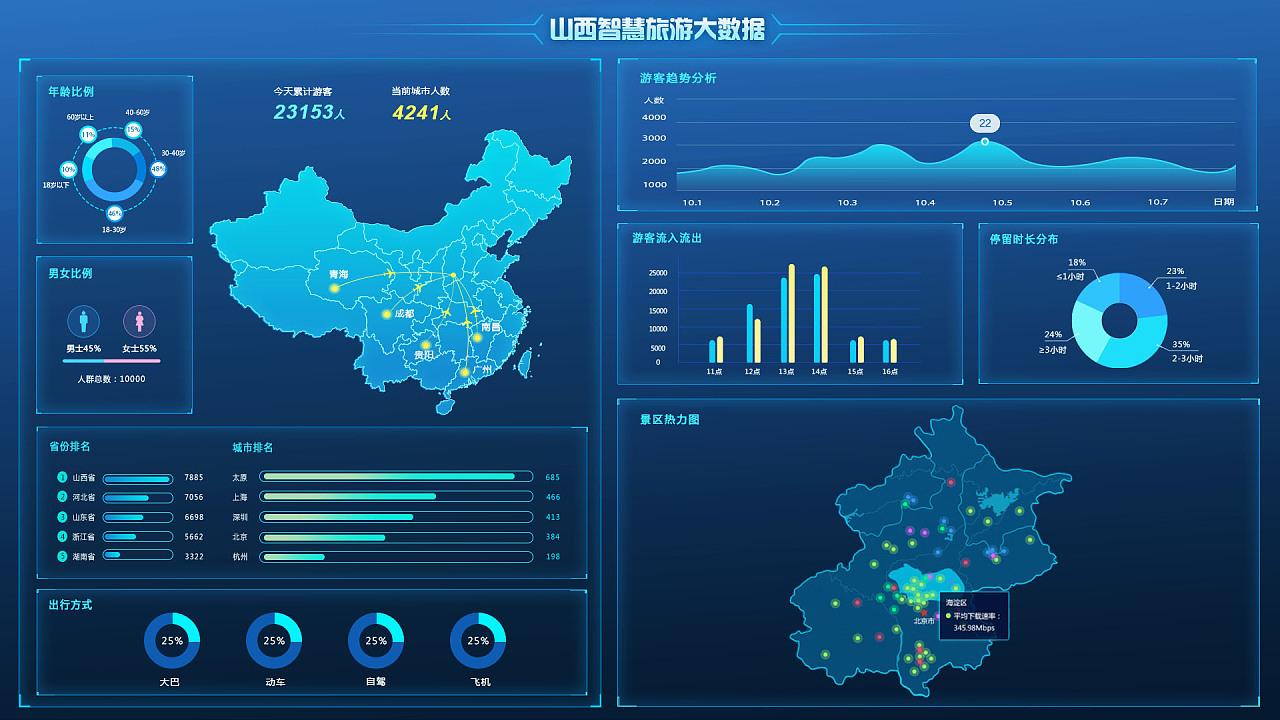 山西智慧旅游大数据
年龄比例
40-60岁
60岁以上
15%
11%
30-40岁
10%
48%
18岁以下
46%
18-30岁
今天累计游客
23153人
当前城市人数
4241人
青海
成都
南昌
贵阳
广州
男女比例
男士45%
女士55%
人群总数：10000
省份排名
1 山西省 7885
2 河北省 7056
3 山东省 6698
4 浙江省 5662
5 湖南省 3322
城市排名
太原 685
上海 466
深圳 413
北京 384
杭州 198
出行方式
25%
25%
25%
25%
大巴
动车
自驾
飞机
游客趋势分析
人数
4000
3000
2000
1000
22
10.1
10.2
10.3
10.4
10.5
10.6
10.7
日期
游客流入流出
25000
20000
15000
10000
5000
0
11点
12点
13点
14点
15点
16点
停留时长分布
18%
≤1小时
23%
1-2小时
24%
≥3小时
35%
2-3小时
景区热力图
海淀区
平均下载速率：
345.98Mbps
北京市